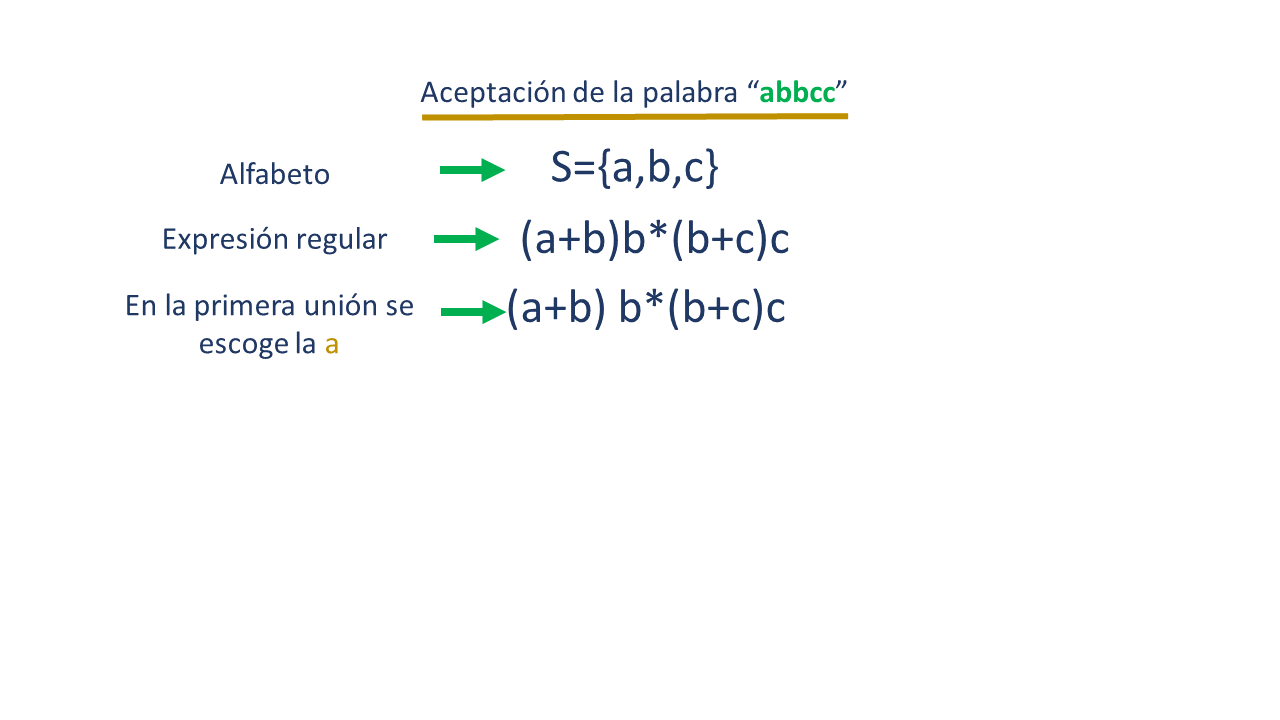 Aceptación de la palabra “abbcc”
Alfabeto
S={a,b,c}
Expresión regular
(a+b)b*(b+c)c
En la primera unión se
escoge la a
(a+b) b*(b+c)c